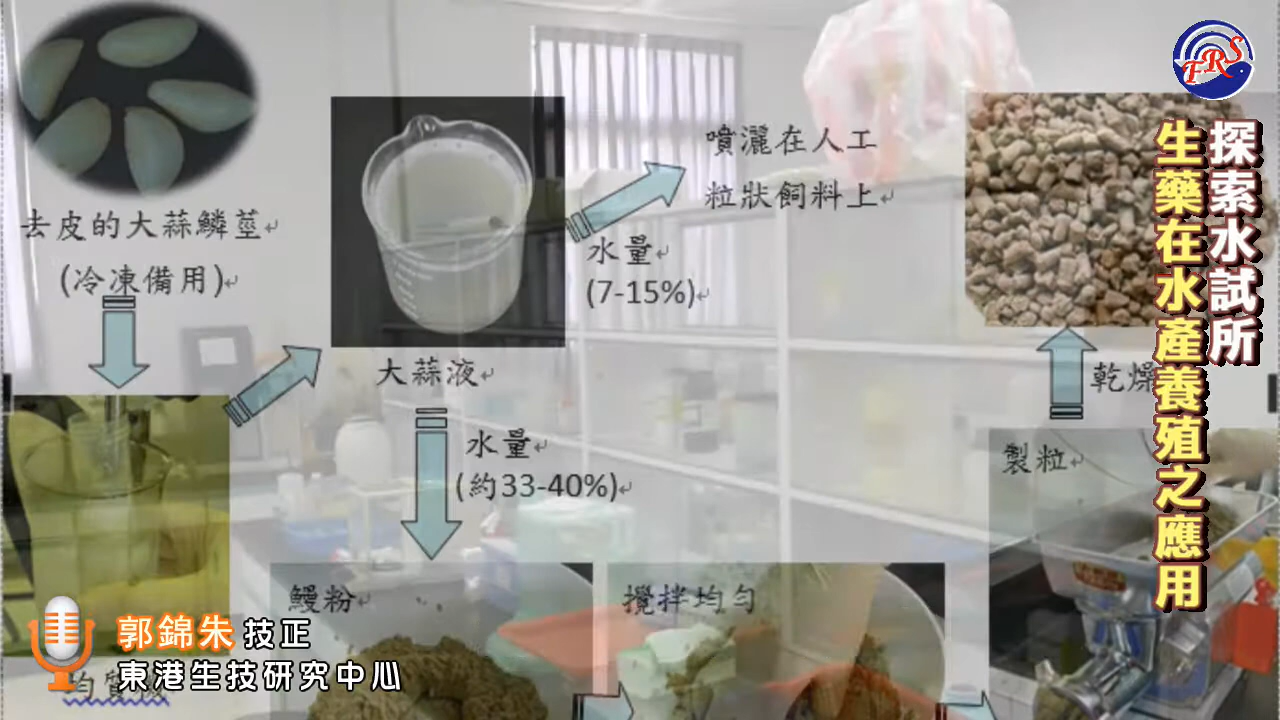 FRS
探索水試所
生藥在水產養殖之應用
去皮的大蒜鱗莖
(冷凍備用)
大蒜液
噴灑在人工
粒狀飼料上
水量
(7-15%)
水量
(約33-40%)
乾燥
製粒
鰻粉
攪拌均勻
郭錦朱 技正
東港生技研究中心